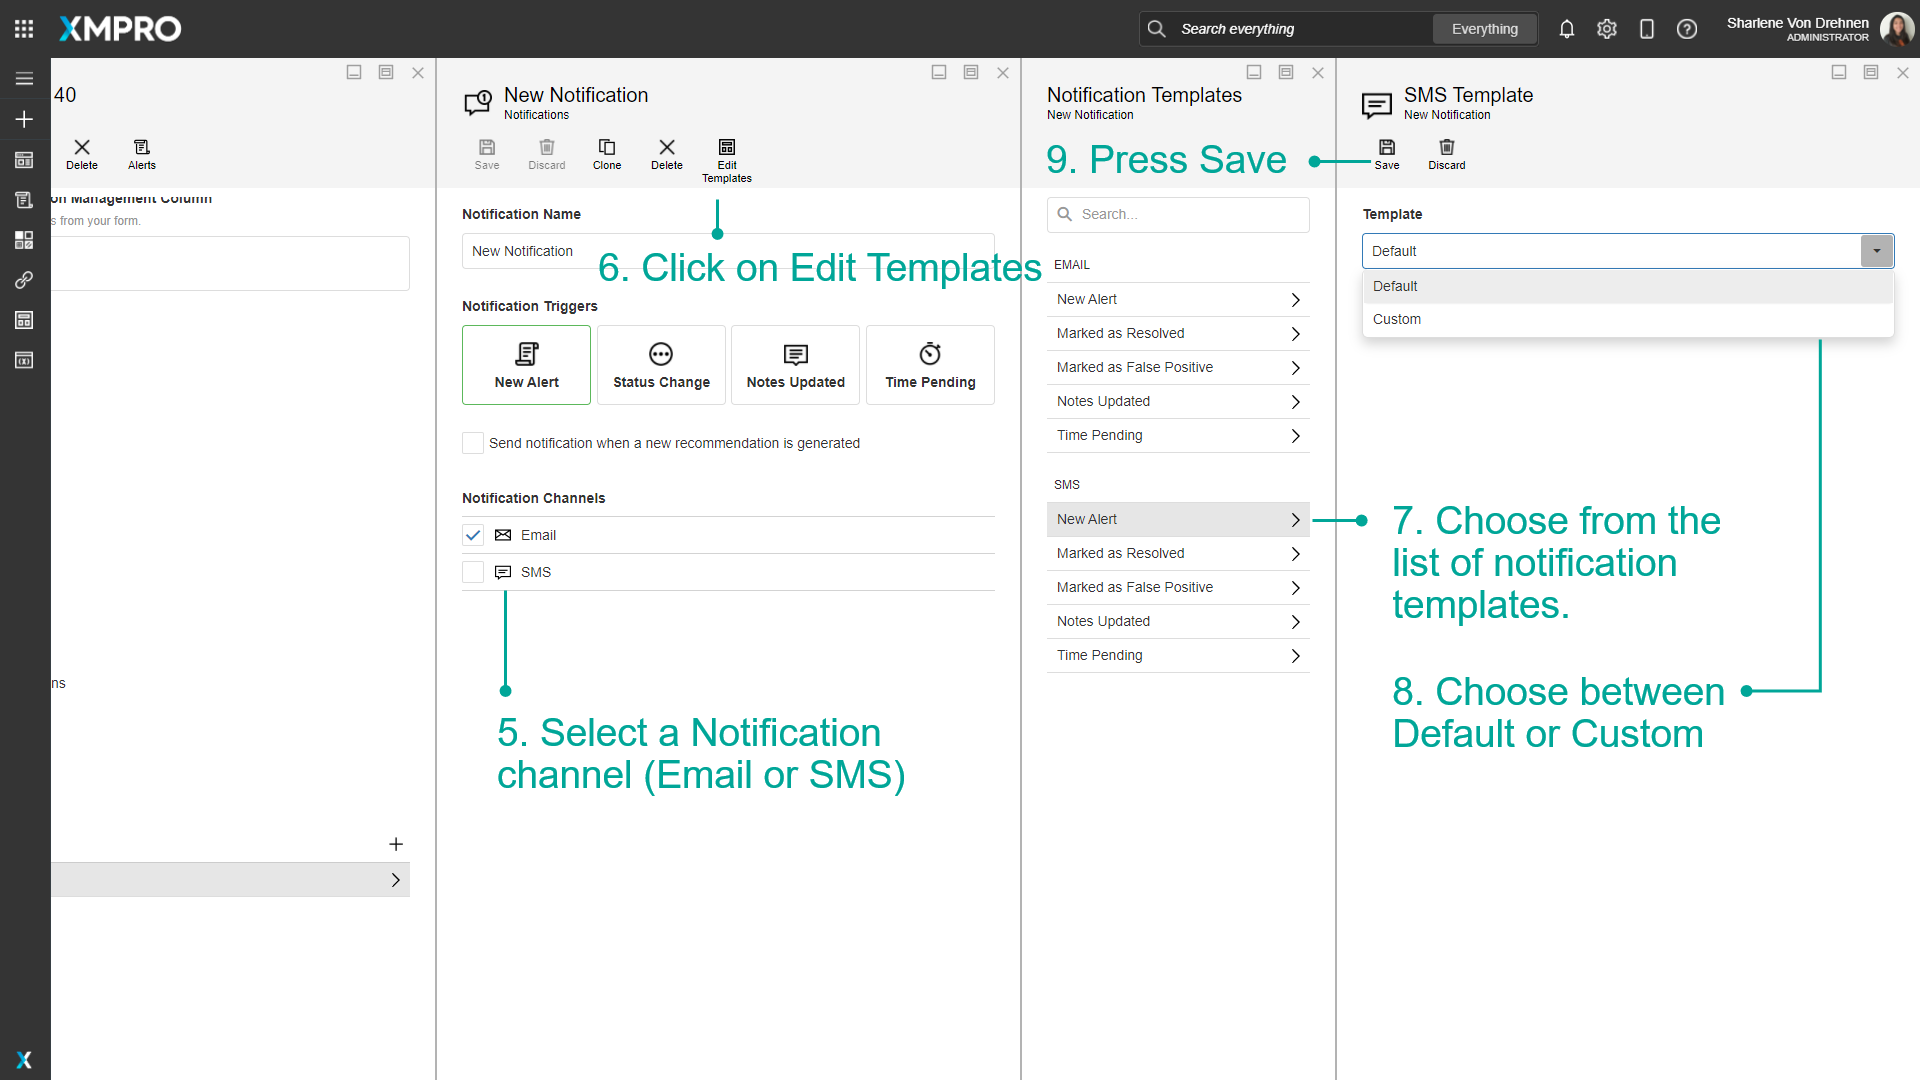 XMPRO
Search everything
Everything
Sharlene Von Drehnen
ADMINISTRATOR
40
Delete
Alerts
on Management Column
s from your form.
ns
New Notification
Notifications
Save
Discard
Clone
Delete
Edit
Templates
Notification Name
New Notification
6. Click on Edit Templates
Notification Triggers
New Alert
Status Change
Notes Updated
Time Pending
Send notification when a new recommendation is generated
Notification Channels
Email
SMS
5. Select a Notification
channel (Email or SMS)
Notification Templates
New Notification
9. Press Save
Search...
EMAIL
New Alert
Marked as Resolved
Marked as False Positive
Notes Updated
Time Pending
SMS
New Alert
Marked as Resolved
Marked as False Positive
Notes Updated
Time Pending
SMS Template
New Notification
Save
Discard
Template
Default
Default
Custom
7. Choose from the
list of notification
templates.
8. Choose between
Default or Custom
X